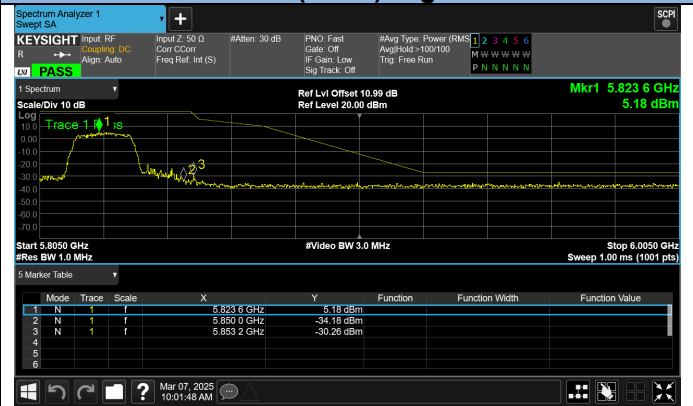 Spectrum Analyzer 1
Swept SA
+
SCPI
KEYSIGHT
R
LXI PASS
Input: RF
Coupling: DC
Align: Auto
Input Z: 50 Ω
Corr CCorr
Freq Ref: Int (S)
#Atten: 30 dB
PNO: Fast
Gate: Off
IF Gain: Low
Sig Track: Off
#Avg Type: Power (RMS
Avg|Hold:>100/100
Trig: Free Run
1 2 3 4 5 6
M W W W W W
P N N N N N
1 Spectrum
Scale/Div 10 dB
Ref Lvl Offset 10.99 dB
Ref Level 20.00 dBm
Mkr1 5.823 6 GHz
5.18 dBm
Log
10.0
0.00
-10.0
-20.0
-30.0
-40.0
-50.0
-60.0
-70.0
Trace 1
1
2
3
Start 5.8050 GHz
#Res BW 1.0 MHz
#Video BW 3.0 MHz
Stop 6.0050 GHz
Sweep 1.00 ms (1001 pts)
5 Marker Table
Mode Trace Scale X Y Function Function Width Function Value
1 N 1 f 5.823 6 GHz 5.18 dBm
2 N 1 f 5.850 0 GHz -34.18 dBm
3 N 1 f 5.853 2 GHz -30.26 dBm
4
5
6
?
Mar 07, 2025
10:01:48 AM